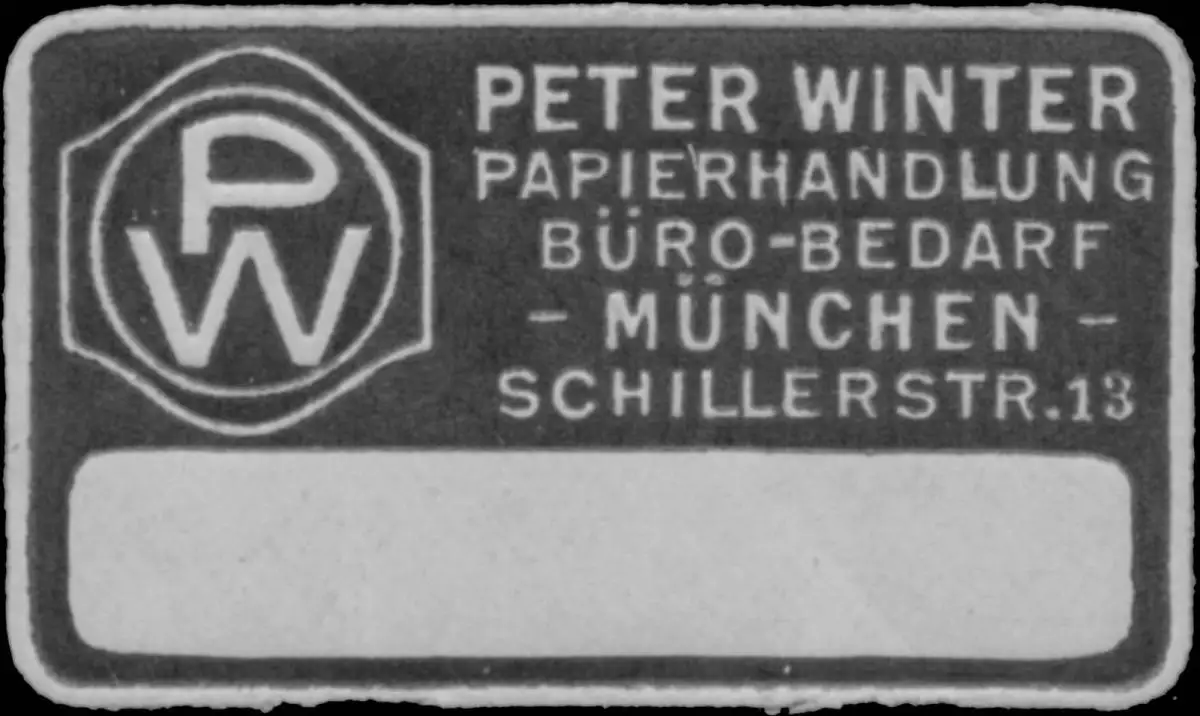 PW
PETER WINTER
PAPIERHANDLUNG
BÜRO-BEDARF
- MÜNCHEN -
SCHILLERSTR.13